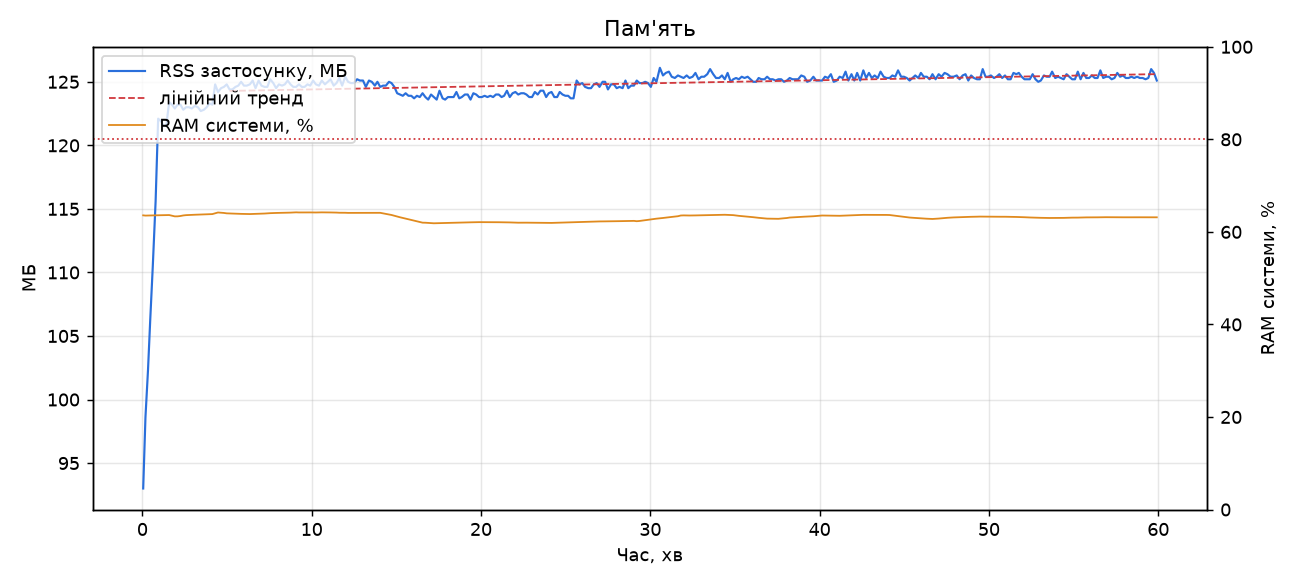 Пам'ять
RSS застосунку, МБ
лінійний тренд
RAM системи, %
125
120
115
110
105
100
95
МБ
100
80
60
40
20
0
RAM системи, %
0 10 20 30 40 50 60
Час, хв